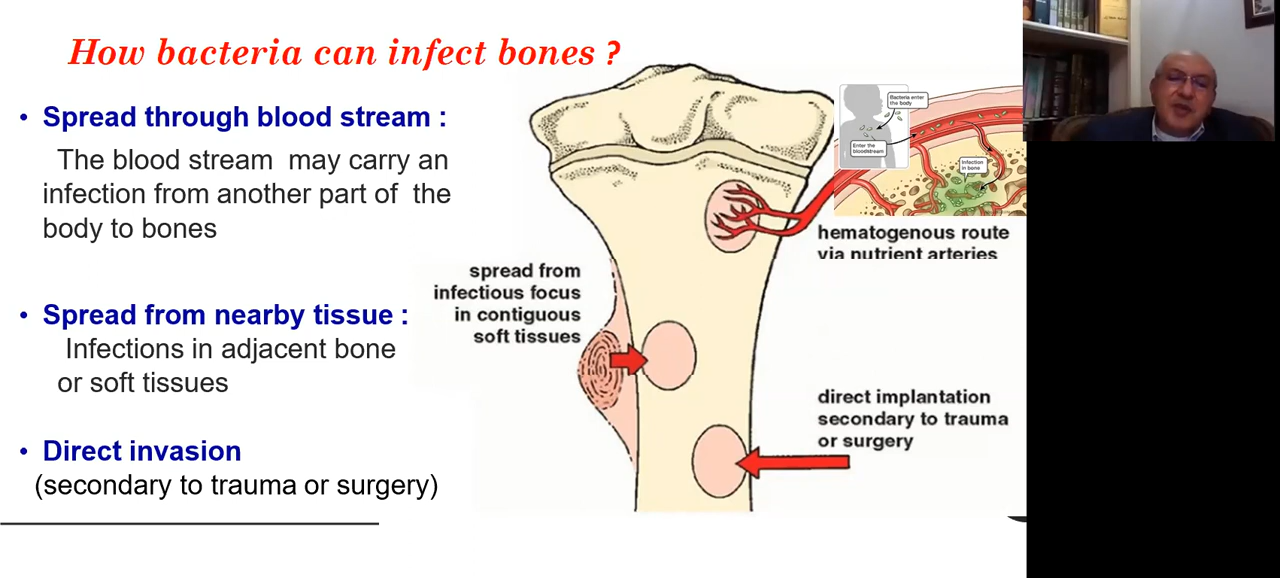 How bacteria can infect bones ?
• Spread through blood stream :
The blood stream may carry an
infection from another part of the
body to bones
• Spread from nearby tissue :
Infections in adjacent bone
or soft tissues
• Direct invasion
(secondary to trauma or surgery)
Bacteria enter
the body
Enter the
bloodstream
Infection
in bone
hematogenous route
via nutrient arteries
spread from
infectious focus
in contiguous
soft tissues
direct implantation
secondary to trauma
or surgery